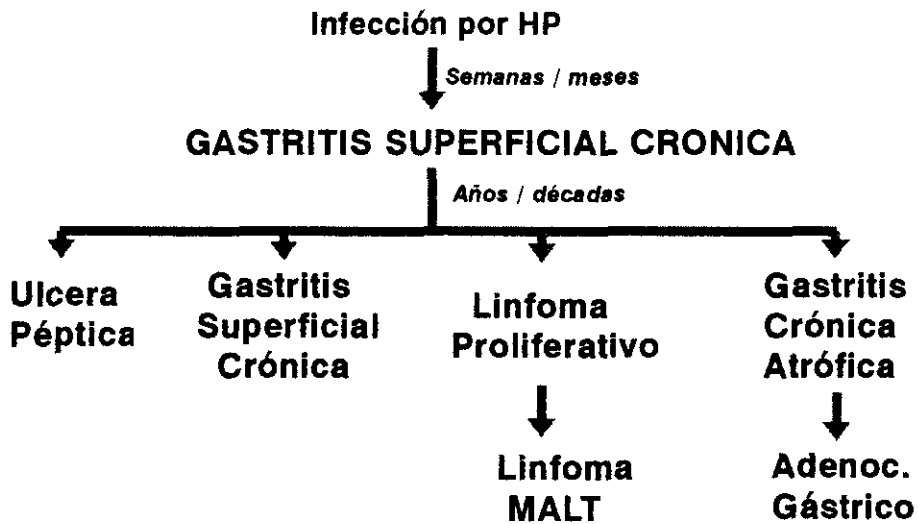 Infección por HP
Semanas / meses
GASTRITIS SUPERFICIAL CRONICA
Años / décadas
Ulcera
Péptica
Gastritis
Superficial
Crónica
Linfoma
Proliferativo
Gastritis
Crónica
Atrófica
Linfoma
MALT
Adenoc.
Gástrico